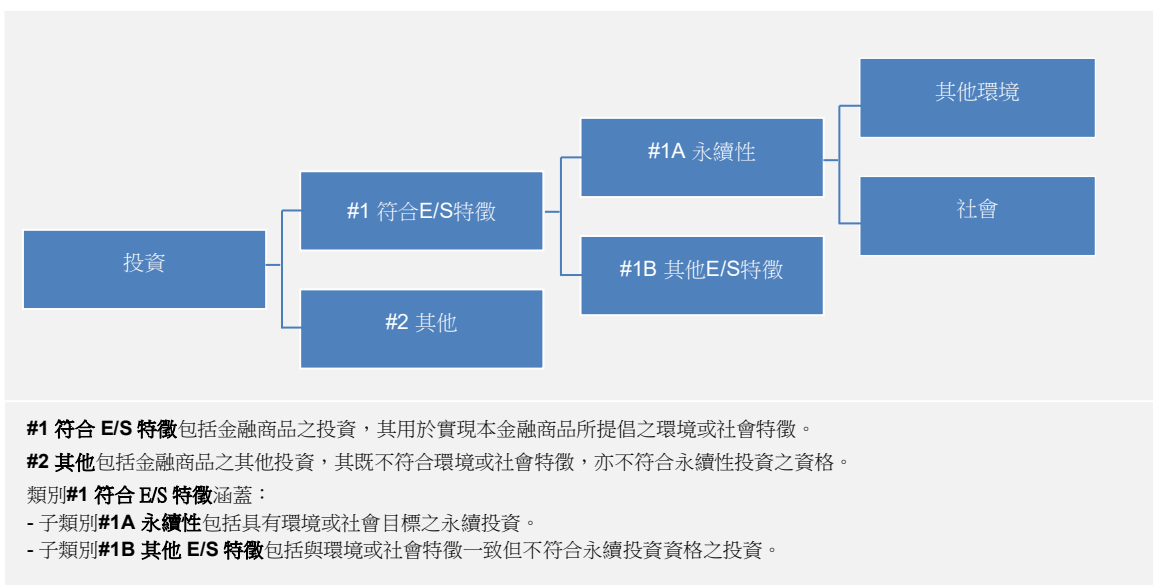 其他環境
#1A 永續性
#1 符合E/S特徵
社會
投資
#1B 其他E/S特徵
#2 其他
#1 符合 E/S 特徵包括金融商品之投資，其用於實現本金融商品所提倡之環境或社會特徵。
#2 其他包括金融商品之其他投資，其既不符合環境或社會特徵，亦不符合永續性投資之資格。
類別#1 符合 E/S 特徵涵蓋：
- 子類別#1A 永續性包括具有環境或社會目標之永續投資。
- 子類別#1B 其他 E/S 特徵包括與環境或社會特徵一致但不符合永續投資資格之投資。